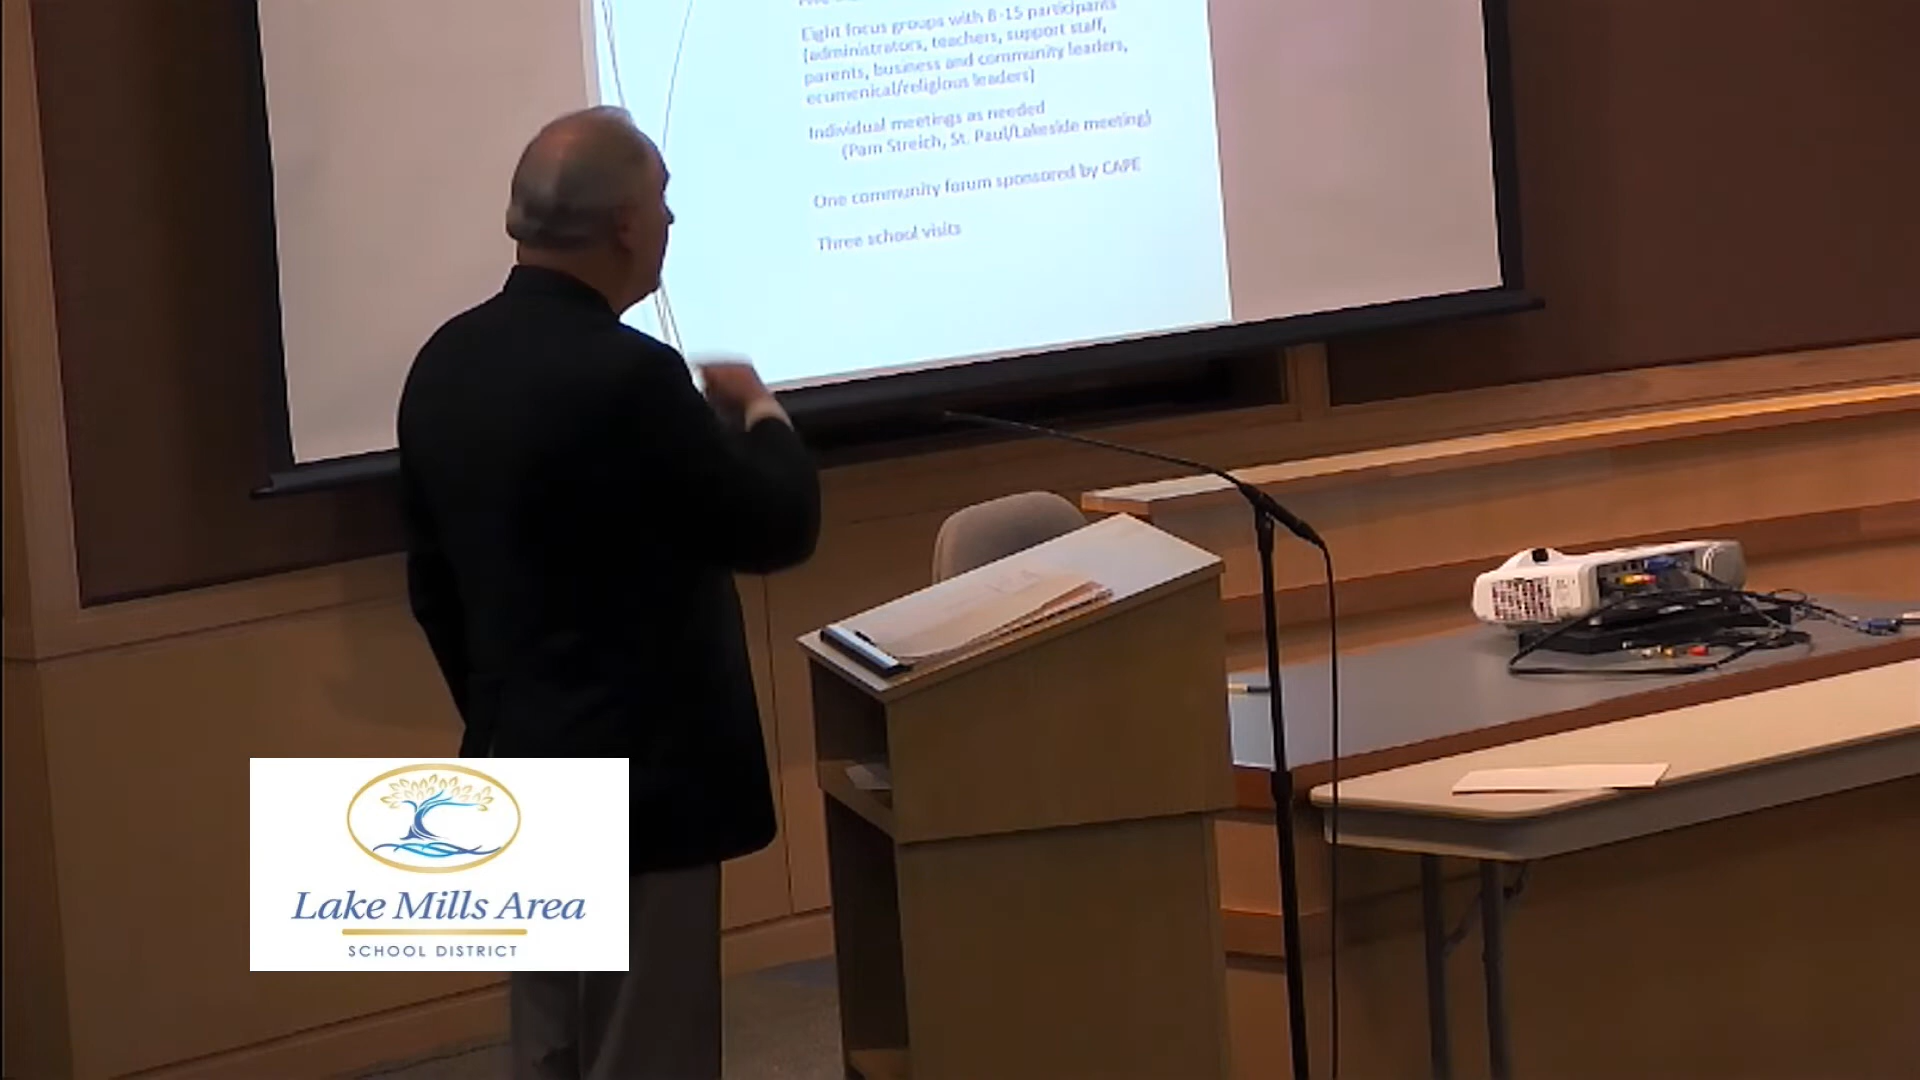 Eight focus groups with 8-15 participants
(administrators, teachers, support staff,
parents, business and community leaders,
ecumenical/religious leaders)
Individual meetings as needed
(Pam Streich, St. Paul/Lakeside meeting)
One community forum sponsored by CAPE
Three school visits
Lake Mills Area
SCHOOL DISTRICT